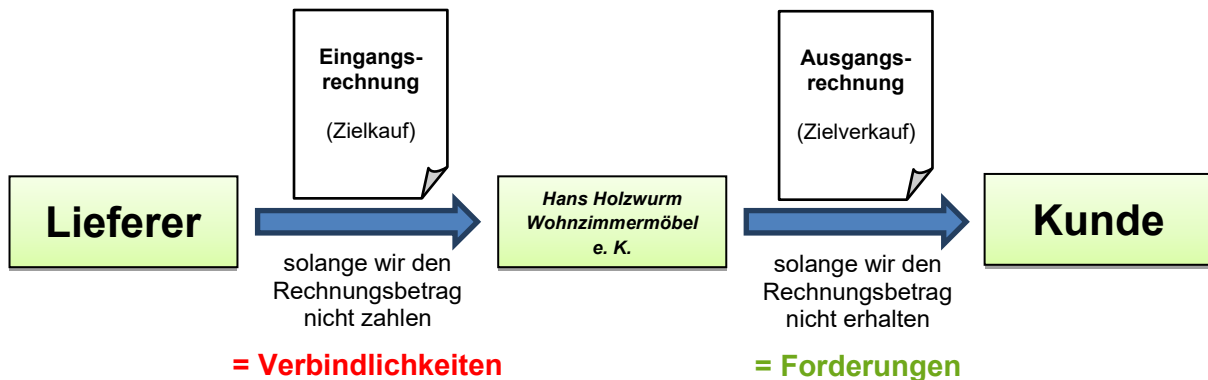 Eingangs-
rechnung
(Zielkauf)
Ausgangs-
rechnung
(Zielverkauf)
Lieferer
Hans Holzwurm
Wohnzimmermöbel
e. K.
Kunde
solange wir den
Rechnungsbetrag
nicht zahlen
= Verbindlichkeiten
solange wir den
Rechnungsbetrag
nicht erhalten
= Forderungen